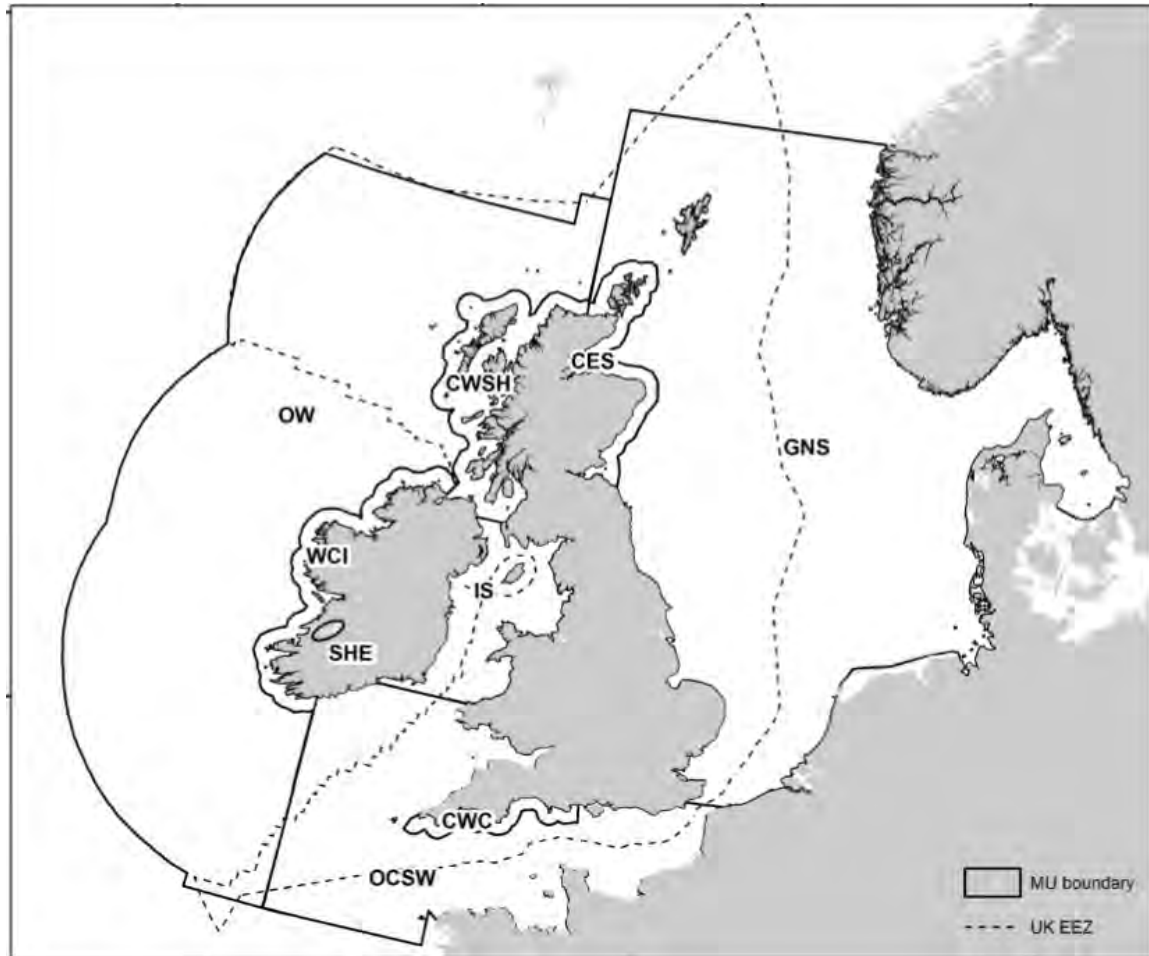 CES
CWSH
OW
GNS
WCI
IS
SHE
CWC
OCSW
MU boundary
UK EEZ